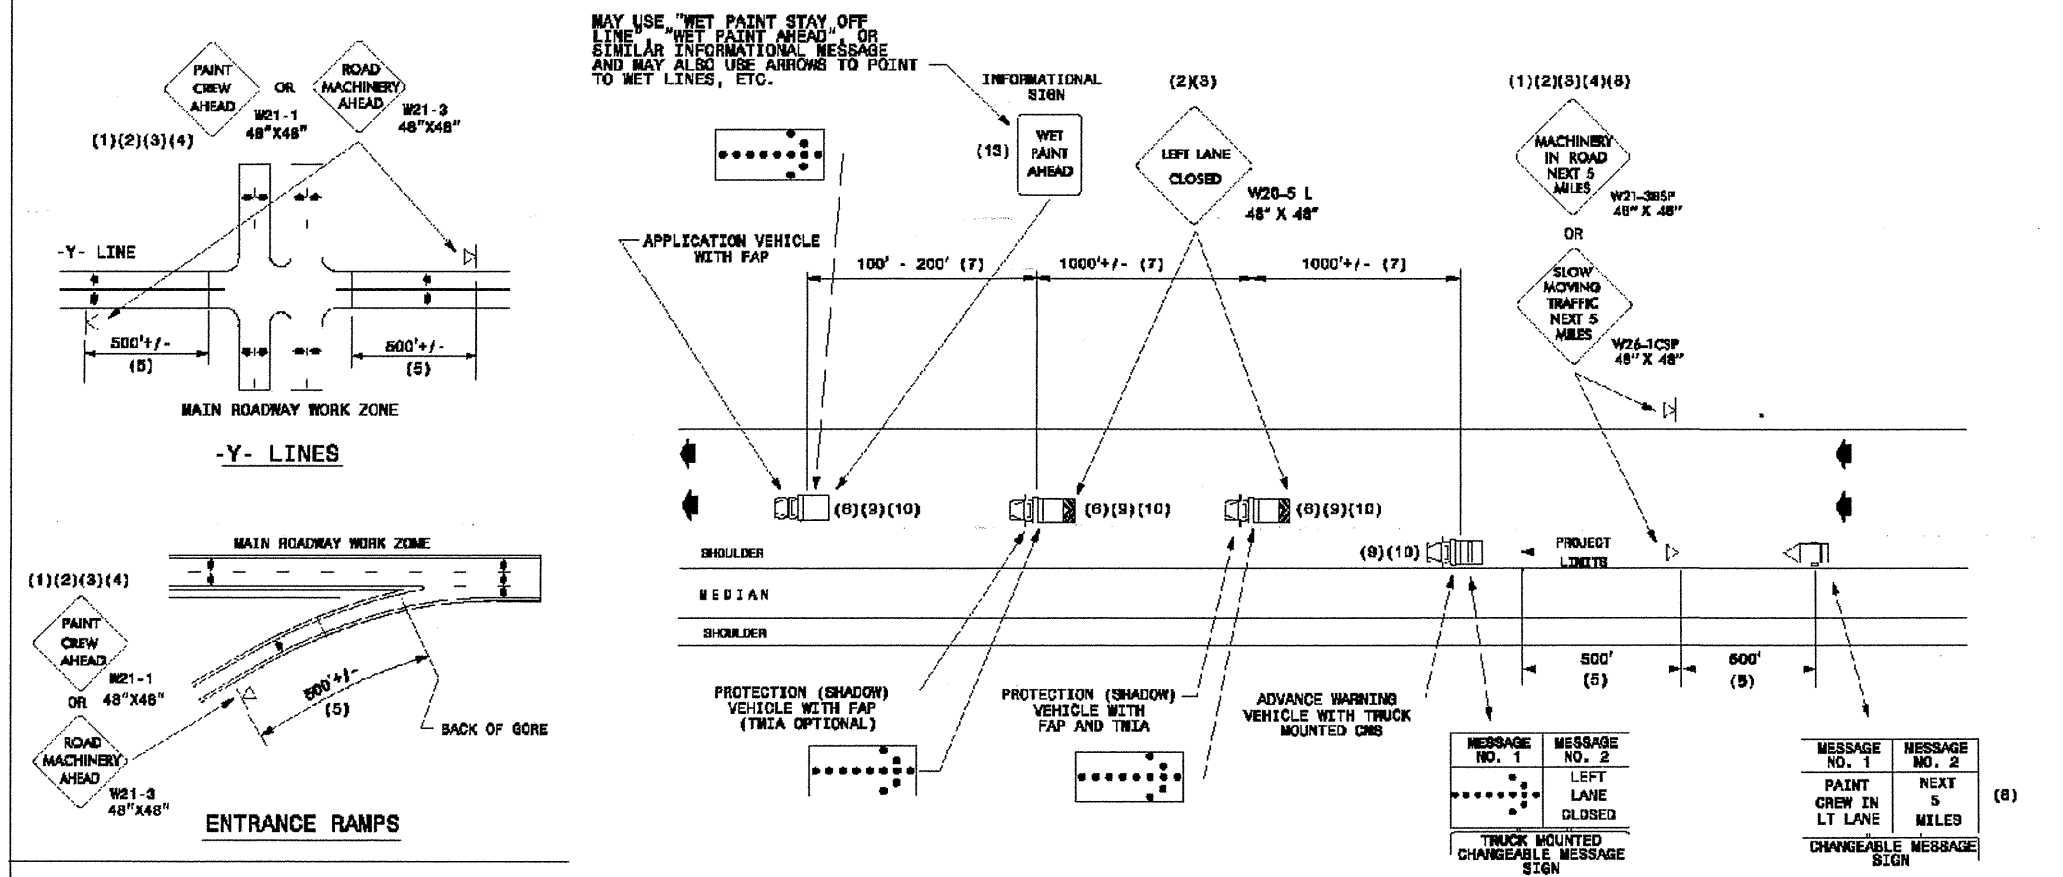 MAY USE "WET PAINT STAY OFF
LINE", "WET PAINT AHEAD", OR
SIMILAR INFORMATIONAL MESSAGE
AND MAY ALSO USE ARROWS TO POINT
TO WET LINES, ETC.
PAINT
CREW
AHEAD
OR
ROAD
MACHINERY
AHEAD
W21-1
48"X48"
W21-3
48"X48"
(1)(2)(3)(4)
-Y- LINE
500'+/-
(5)
500'+/-
(5)
MAIN ROADWAY WORK ZONE
-Y- LINES
INFORMATIONAL
SIGN
(13)
WET
PAINT
AHEAD
(2)(3)
LEFT LANE
CLOSED
W20-5 L
48" X 48"
(1)(2)(3)(4)(8)
MACHINERY
IN ROAD
NEXT 5
MILES
W21-3B5P
48" X 48"
OR
SLOW
MOVING
TRAFFIC
NEXT 5
MILES
W26-1C5P
48" X 48"
APPLICATION VEHICLE
WITH FAP
100' - 200' (7)
1000'+/- (7)
1000'+/- (7)
(6)(9)(10)
(6)(9)(10)
(6)(9)(10)
(9)(10)
PROJECT
LIMITS
SHOULDER
MEDIAN
SHOULDER
500'
(5)
500'
(5)
MAIN ROADWAY WORK ZONE
(1)(2)(3)(4)
PAINT
CREW
AHEAD
W21-1
48"X48"
OR
ROAD
MACHINERY
AHEAD
W21-3
48"X48"
500'+/-
(5)
BACK OF GORE
ENTRANCE RAMPS
PROTECTION (SHADOW)
VEHICLE WITH FAP
(TMIA OPTIONAL)
PROTECTION (SHADOW)
VEHICLE WITH
FAP AND TMIA
ADVANCE WARNING
VEHICLE WITH TRUCK
MOUNTED CMS
MESSAGE
NO. 1
MESSAGE
NO. 2
LEFT
LANE
CLOSED
TRUCK MOUNTED
CHANGEABLE MESSAGE
SIGN
MESSAGE
NO. 1
MESSAGE
NO. 2
PAINT
CREW IN
LT LANE
NEXT
5
MILES
(8)
CHANGEABLE MESSAGE
SIGN